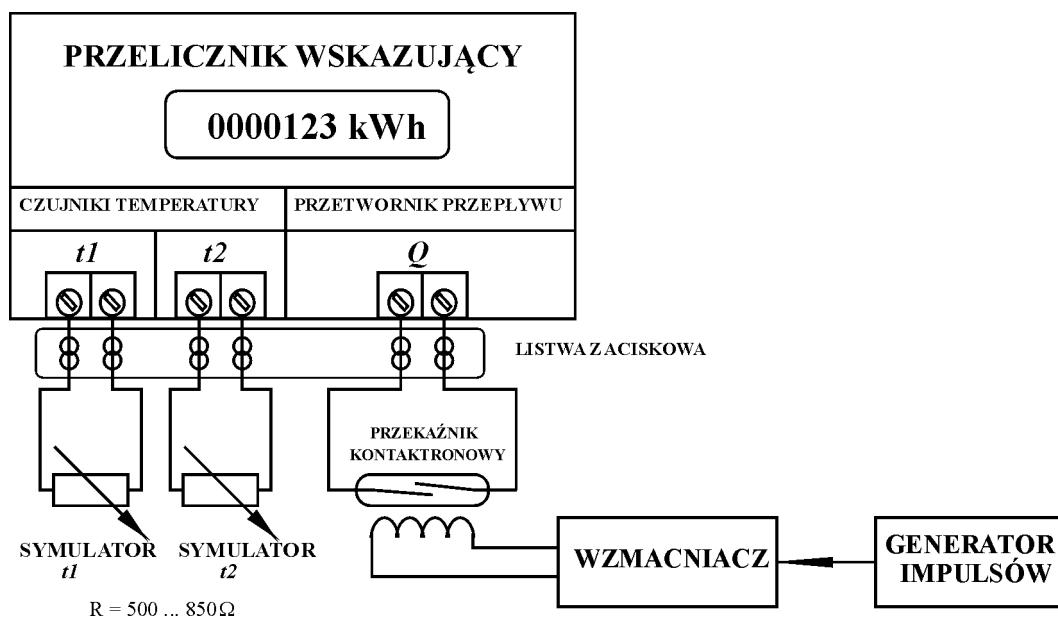 PRZELICZNIK WSKAZUJĄCY
0000123 kWh
CZUJNIKI TEMPERATURY
PRZETWORNIK PRZEPŁYWU
t1
t2
Q
LISTWA ZACISKOWA
PRZEKAŹNIK
KONTAKTRONOWY
SYMULATOR
t1
SYMULATOR
t2
R = 500 ... 850Ω
WZMACNIACZ
GENERATOR
IMPULSÓW